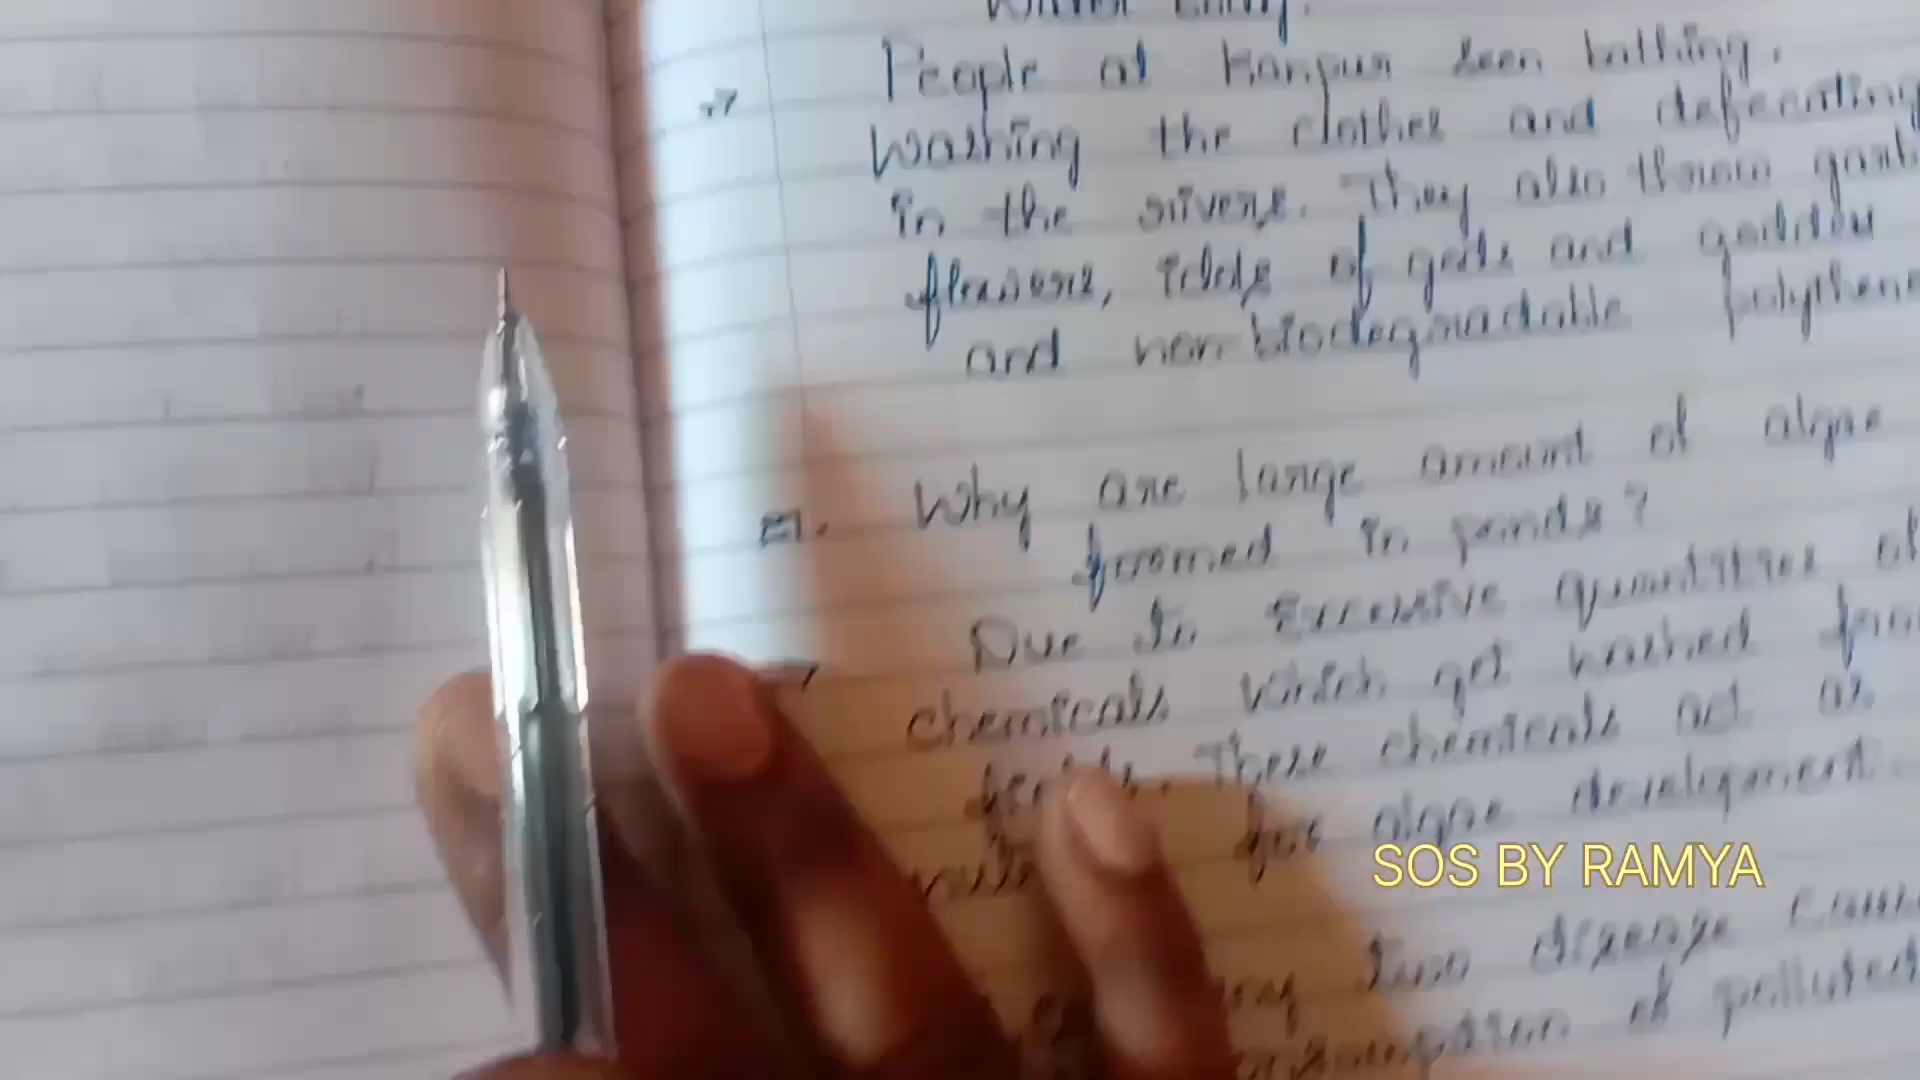 People at Kanpur seen bathing,
washing the clothes and defecating
in the rivers. They also throw garb
flowers, idols of gods and goddess
and non-biodegradable polythene
Why are large amount of algae
formed in ponds?
Due to excessive quantities of
chemicals which get washed from
fields. These chemicals act as
for algae development.
SOS BY RAMYA
two disease caus
of polluted